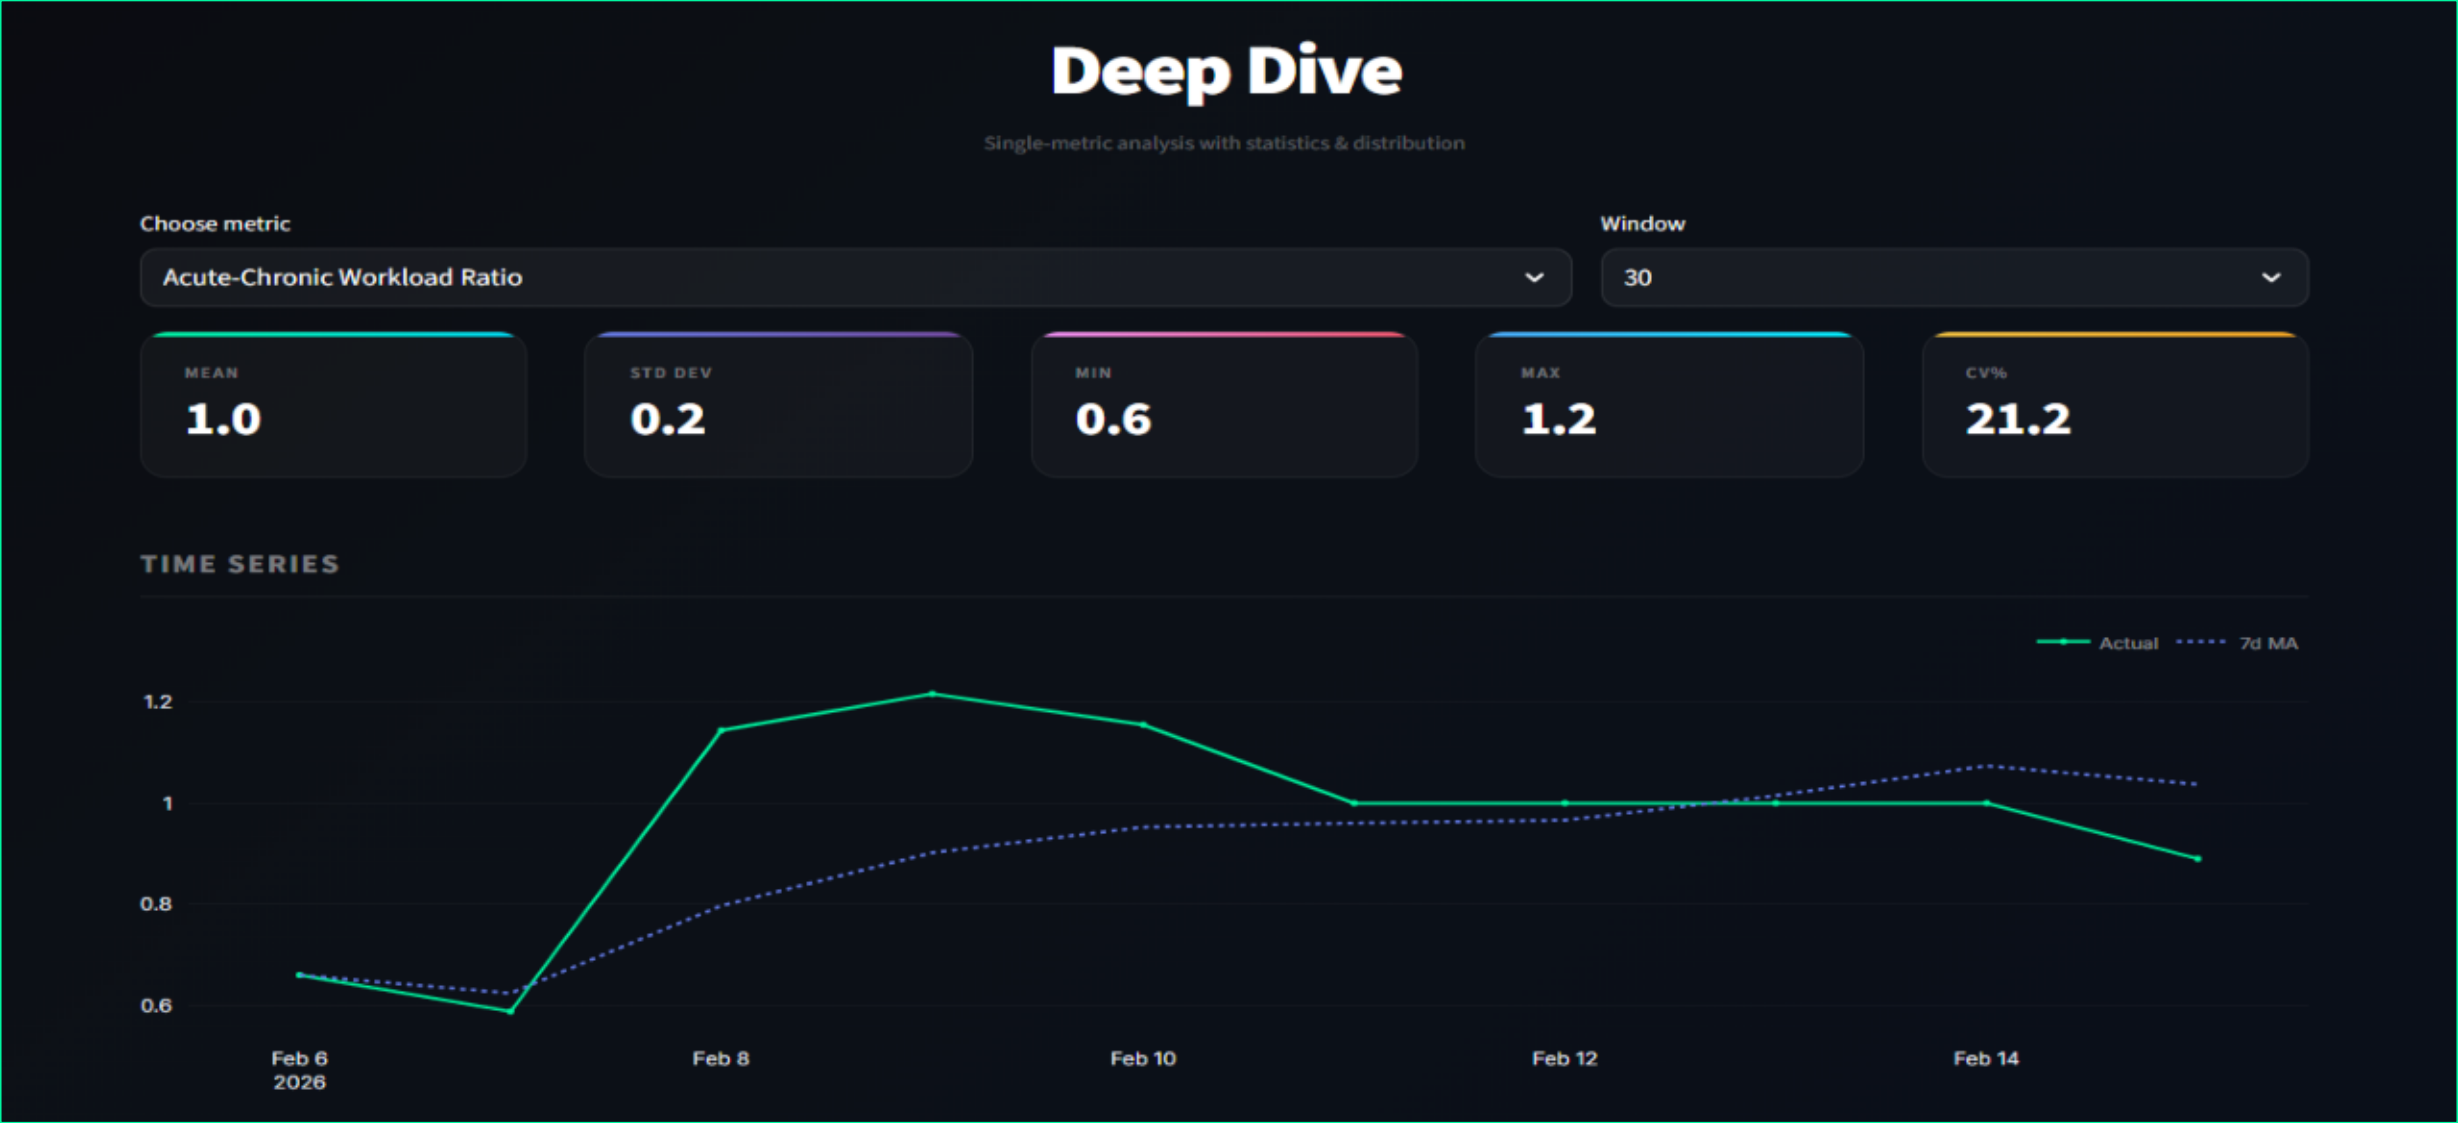 Deep Dive
Single-metric analysis with statistics & distribution
Choose metric
Window
Acute-Chronic Workload Ratio
30
MEAN
STD DEV
MIN
MAX
CV%
1.0
0.2
0.6
1.2
21.2
TIME SERIES
Actual
7d MA
1.2
1
0.8
0.6
Feb 6
Feb 8
Feb 10
Feb 12
Feb 14
2026